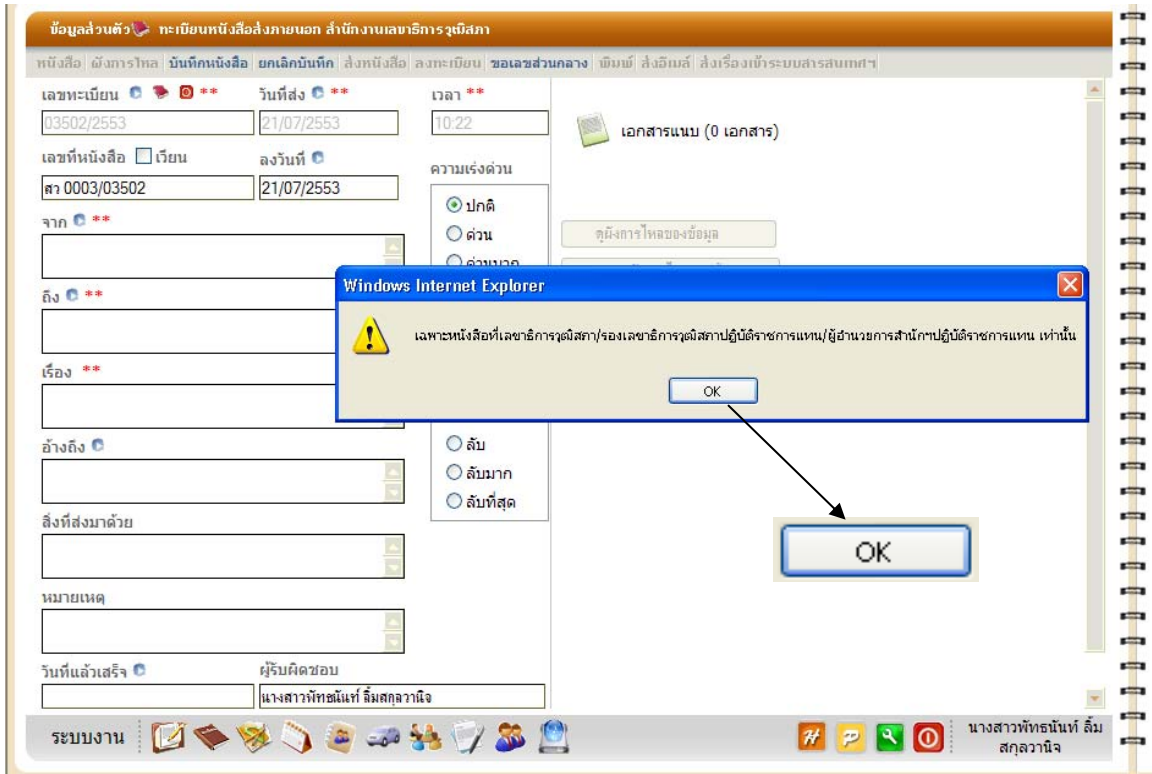 ข้อมูลส่วนตัว ทะเบียนหนังสือส่งภายนอก สำนักงานเลขาธิการวุฒิสภา
หนังสือ ผังการไหล บันทึกหนังสือ ยกเลิกบันทึก ส่งหนังสือ ลงทะเบียน ขอเลขส่วนกลาง พิมพ์ ส่งอีเมล์ ส่งเรื่องเข้าระบบสารสนเทศฯ
เลขทะเบียน ** วันที่ส่ง ** เวลา **
03502/2553 21/07/2553 10:22
เอกสารแนบ (0 เอกสาร)
เลขที่หนังสือ เวียน ลงวันที่
ความเร่งด่วน
สว 0003/03502 21/07/2553
ปกติ
จาก **
ด่วน
ดูผังการไหลของข้อมูล
ด่วนมาก
Windows Internet Explorer
ถึง **
เฉพาะหนังสือที่เลขาธิการวุฒิสภา/รองเลขาธิการวุฒิสภาปฏิบัติราชการแทน/ผู้อำนวยการสำนักฯปฏิบัติราชการแทน เท่านั้น
เรื่อง **
OK
อ้างถึง
ลับ
ลับมาก
ลับที่สุด
สิ่งที่ส่งมาด้วย
OK
หมายเหตุ
วันที่แล้วเสร็จ ผู้รับผิดชอบ
นางสาวพัทธนันท์ ลิ้มสกุลวานิจ
ระบบงาน
นางสาวพัทธนันท์ ลิ้ม
สกุลวานิจ